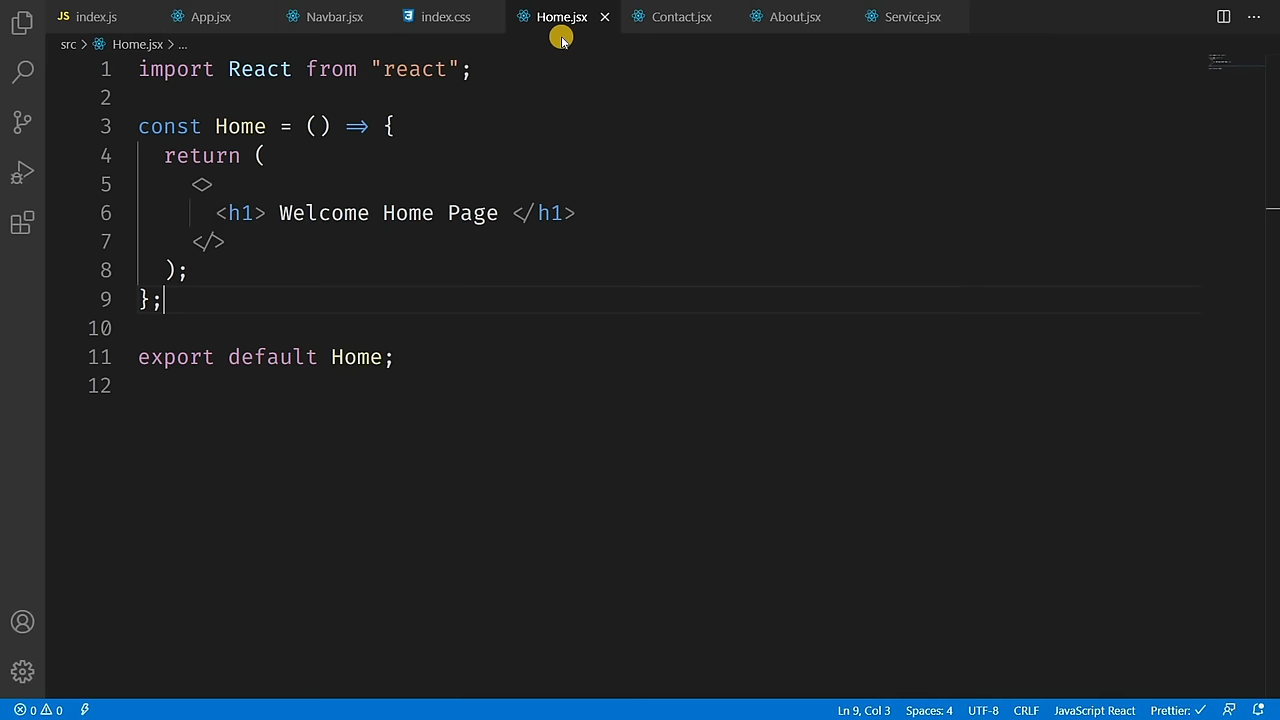 JS index.js App.jsx Navbar.jsx index.css Home.jsx Contact.jsx About.jsx Service.jsx
src > Home.jsx > ...
1 import React from "react";
2
3 const Home = () => {
4 return (
5 <>
6 <h1> Welcome Home Page </h1>
7 </>
8 );
9 };
10
11 export default Home;
12
0 0 Ln 9, Col 3 Spaces: 4 UTF-8 CRLF JavaScript React Prettier: ✓